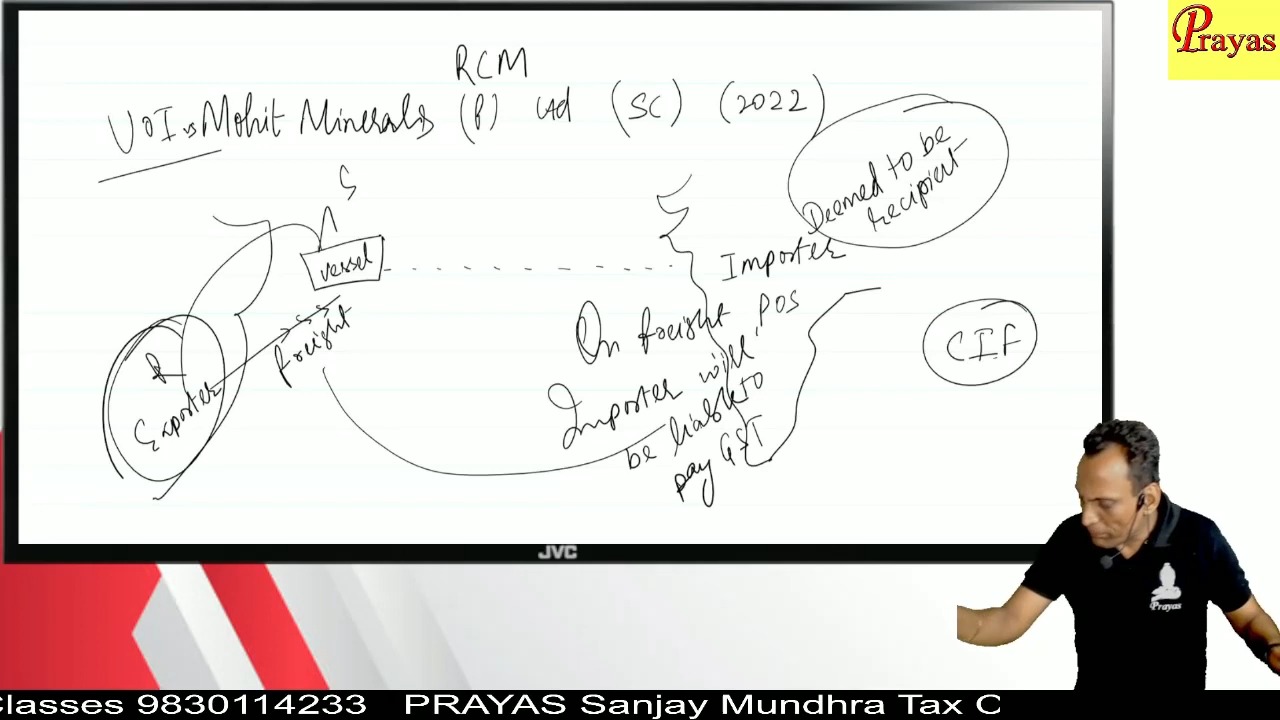 Prayas
RCM
UOI vs Mohit Minerals (P) Ltd (SC) (2022)
S
Deemed to be
recipient
vessel
Importer
freight
On freight POS
CIF
R
Exporter
Importer will
be liable to
pay GST
JVC
Prayas
Classes 9830114233 PRAYAS Sanjay Mundhra Tax C